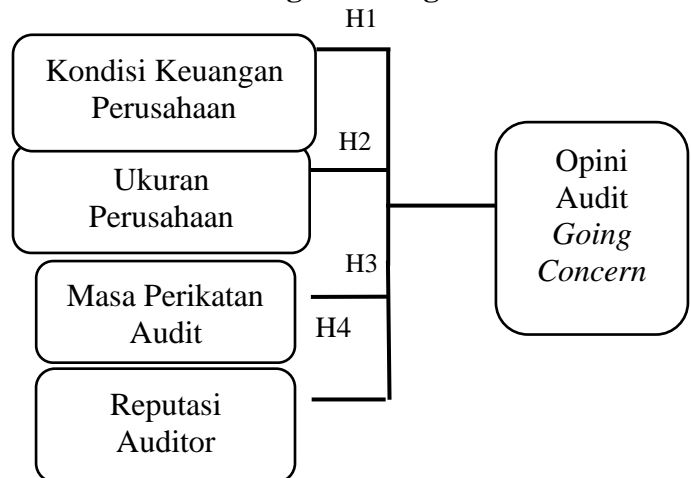 H1
Kondisi Keuangan
Perusahaan
H2
Ukuran
Perusahaan
H3
Masa Perikatan
Audit
H4
Reputasi
Auditor
Opini
Audit
Going
Concern